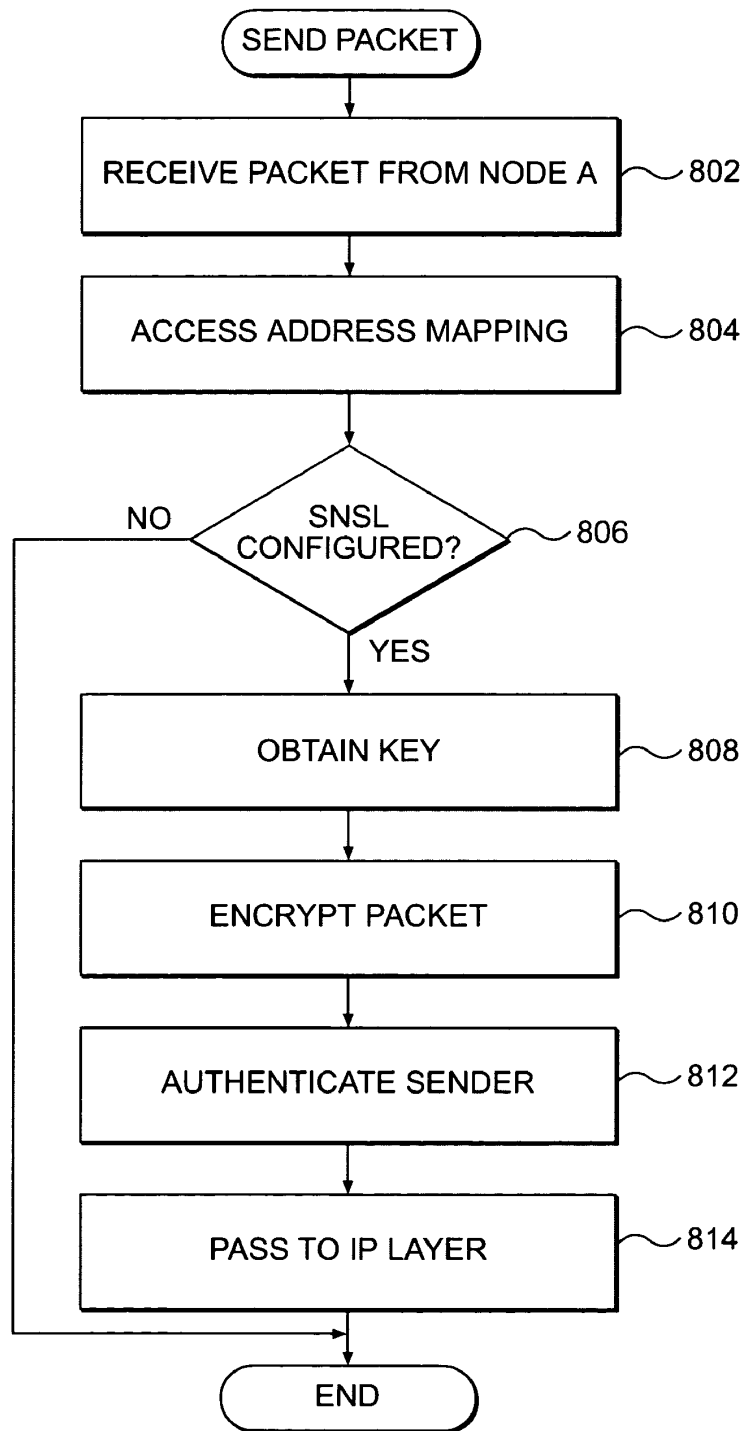 SEND PACKET
RECEIVE PACKET FROM NODE A
802
ACCESS ADDRESS MAPPING
804
NO
SNSL
CONFIGURED?
806
YES
OBTAIN KEY
808
ENCRYPT PACKET
810
AUTHENTICATE SENDER
812
PASS TO IP LAYER
814
END